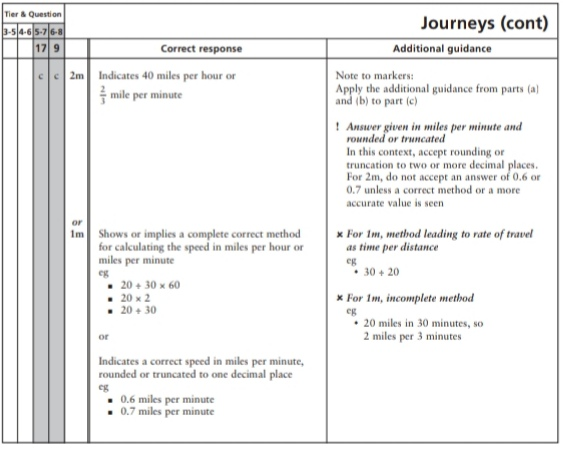 Tier & Question
3-5 4-6 5-7 6-8
Journeys (cont)
17 9
Correct response
Additional guidance
c c 2m
Indicates 40 miles per hour or
2/3 mile per minute
Note to markers:
Apply the additional guidance from parts (a)
and (b) to part (c)
! Answer given in miles per minute and
rounded or truncated
In this context, accept rounding or
truncation to two or more decimal places.
For 2m, do not accept an answer of 0.6 or
0.7 unless a correct method or a more
accurate value is seen
or
1m
Shows or implies a complete correct method
for calculating the speed in miles per hour or
miles per minute
eg
▪ 20 ÷ 30 × 60
▪ 20 × 2
▪ 20 ÷ 30
or
Indicates a correct speed in miles per minute,
rounded or truncated to one decimal place
eg
▪ 0.6 miles per minute
▪ 0.7 miles per minute
× For 1m, method leading to rate of travel
as time per distance
eg
• 30 ÷ 20
× For 1m, incomplete method
eg
• 20 miles in 30 minutes, so
2 miles per 3 minutes